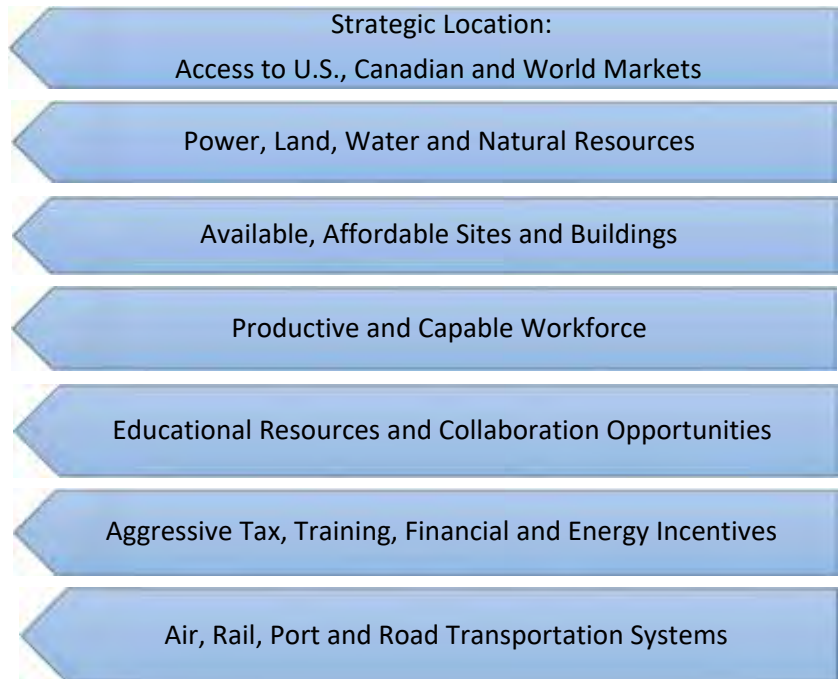 Strategic Location:
Access to U.S., Canadian and World Markets
Power, Land, Water and Natural Resources
Available, Affordable Sites and Buildings
Productive and Capable Workforce
Educational Resources and Collaboration Opportunities
Aggressive Tax, Training, Financial and Energy Incentives
Air, Rail, Port and Road Transportation Systems